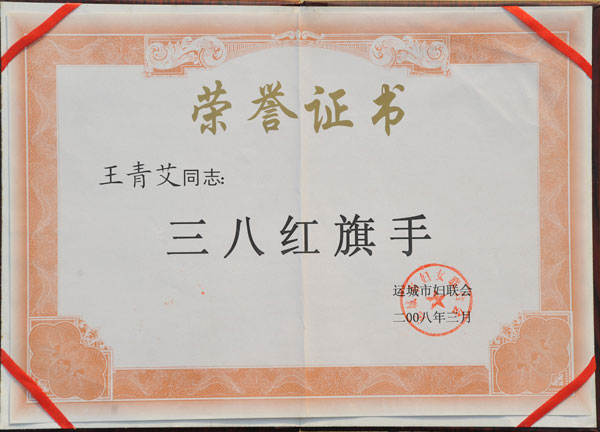 荣誉证书
王青艾同志:
三八红旗手
运城市妇联会
二00八年三月